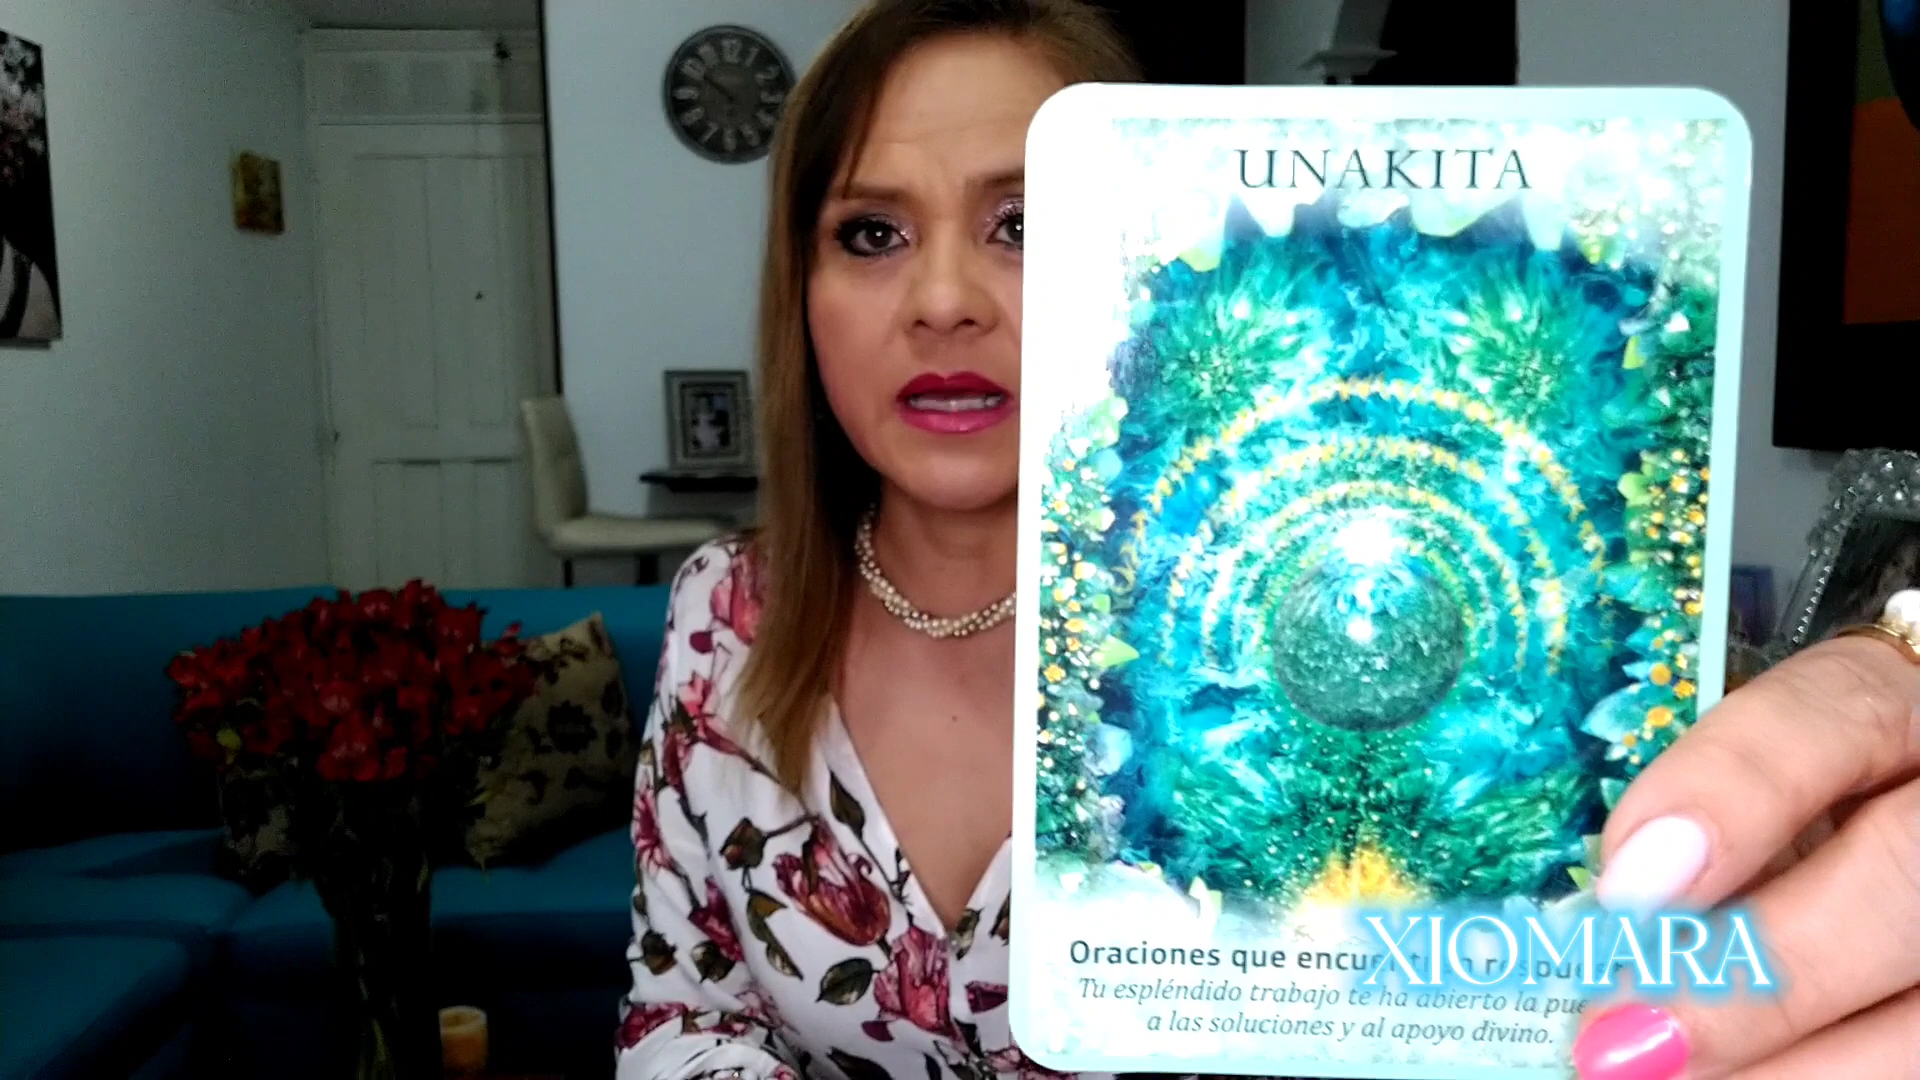 UNAKITA
Oraciones que
XIOMARA
Tu espléndido trabajo te ha abierto la
a las soluciones y al apoyo divino.